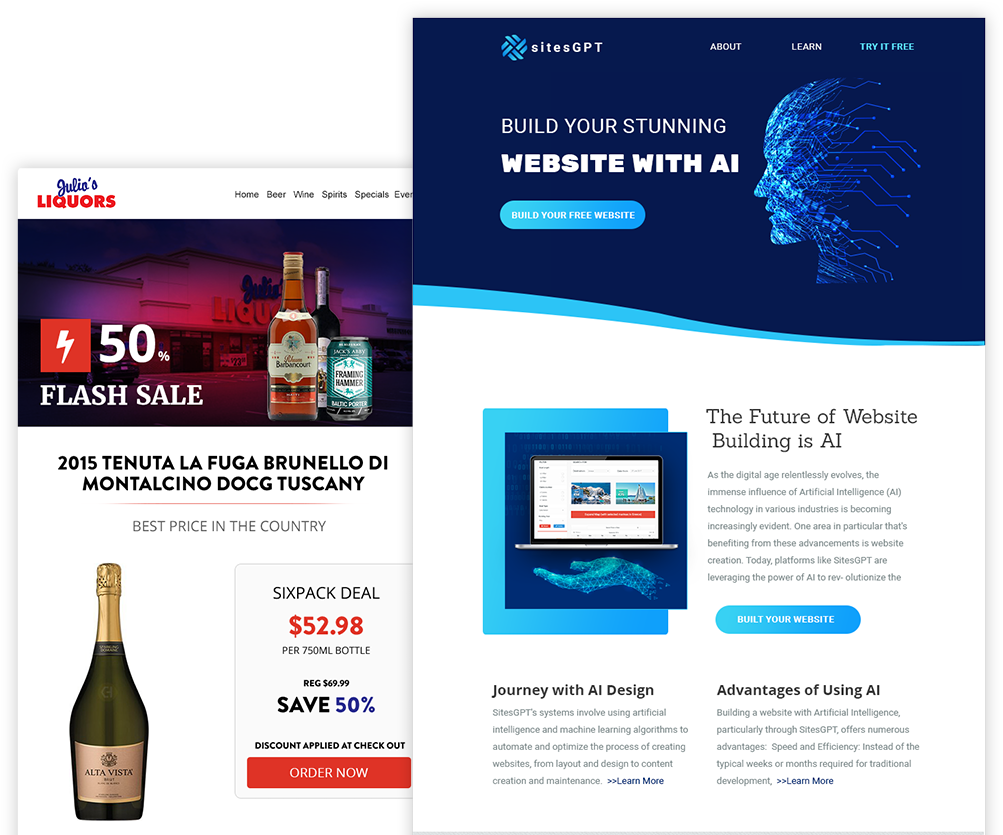 Julio's
LIQUORS
Home Beer Wine Spirits Specials Even
Julio's
50%
FLASH SALE
Rhum
Barbancourt
JACK'S ABBY
FRAMING
HAMMER
BALTIC PORTER
2015 TENUTA LA FUGA BRUNELLO DI
MONTALCINO DOCG TUSCANY
BEST PRICE IN THE COUNTRY
ALTA VISTA
SIXPACK DEAL
$52.98
PER 750ML BOTTLE
REG $69.99
SAVE 50%
DISCOUNT APPLIED AT CHECK OUT
ORDER NOW
sitesGPT
ABOUT LEARN TRY IT FREE
BUILD YOUR STUNNING
WEBSITE WITH AI
BUILD YOUR FREE WEBSITE
The Future of Website
Building is AI
As the digital age relentlessly evolves, the
immense influence of Artificial Intelligence (AI)
technology in various industries is becoming
increasingly evident. One area in particular that's
benefiting from these advancements is website
creation. Today, platforms like SitesGPT are
leveraging the power of AI to rev- olutionize the
BUILT YOUR WEBSITE
Journey with AI Design
SitesGPT's systems involve using artificial
intelligence and machine learning algorithms to
automate and optimize the process of creating
websites, from layout and design to content
creation and maintenance. >>Learn More
Advantages of Using AI
Building a website with Artificial Intelligence,
particularly through SitesGPT, offers numerous
advantages: Speed and Efficiency: Instead of the
typical weeks or months required for traditional
development, >>Learn More